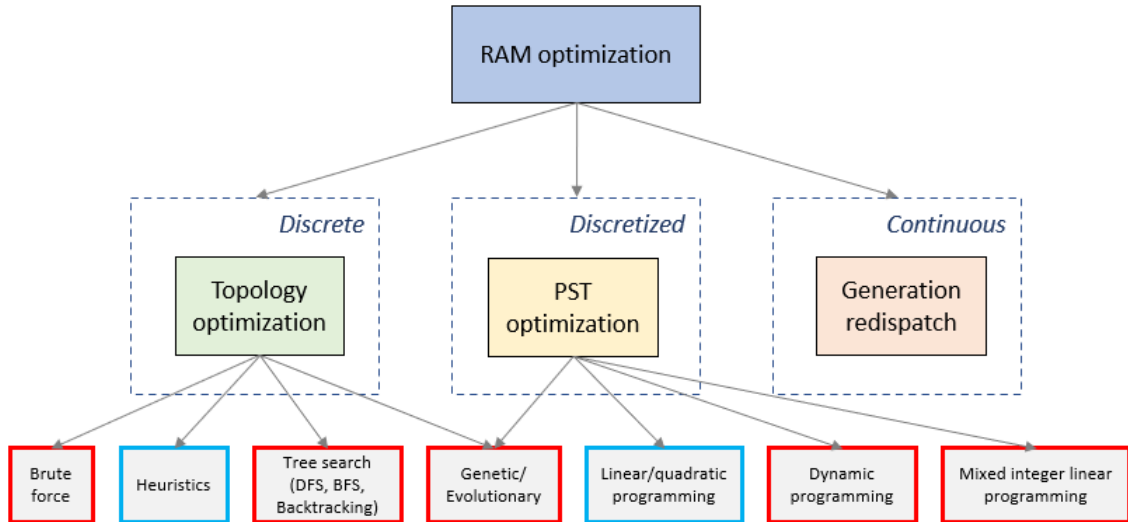 RAM optimization
Discrete
Discretized
Continuous
Topology
optimization
PST
optimization
Generation
redispatch
Brute
force
Heuristics
Tree search
(DFS, BFS,
Backtracking)
Genetic/
Evolutionary
Linear/quadratic
programming
Dynamic
programming
Mixed integer linear
programming